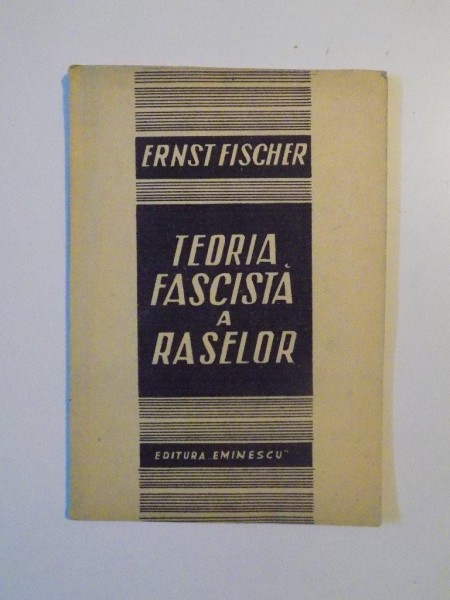 ERNST FISCHER
TEORIA
FASCISTĂ
A
RASELOR
EDITURA „EMINESCU"